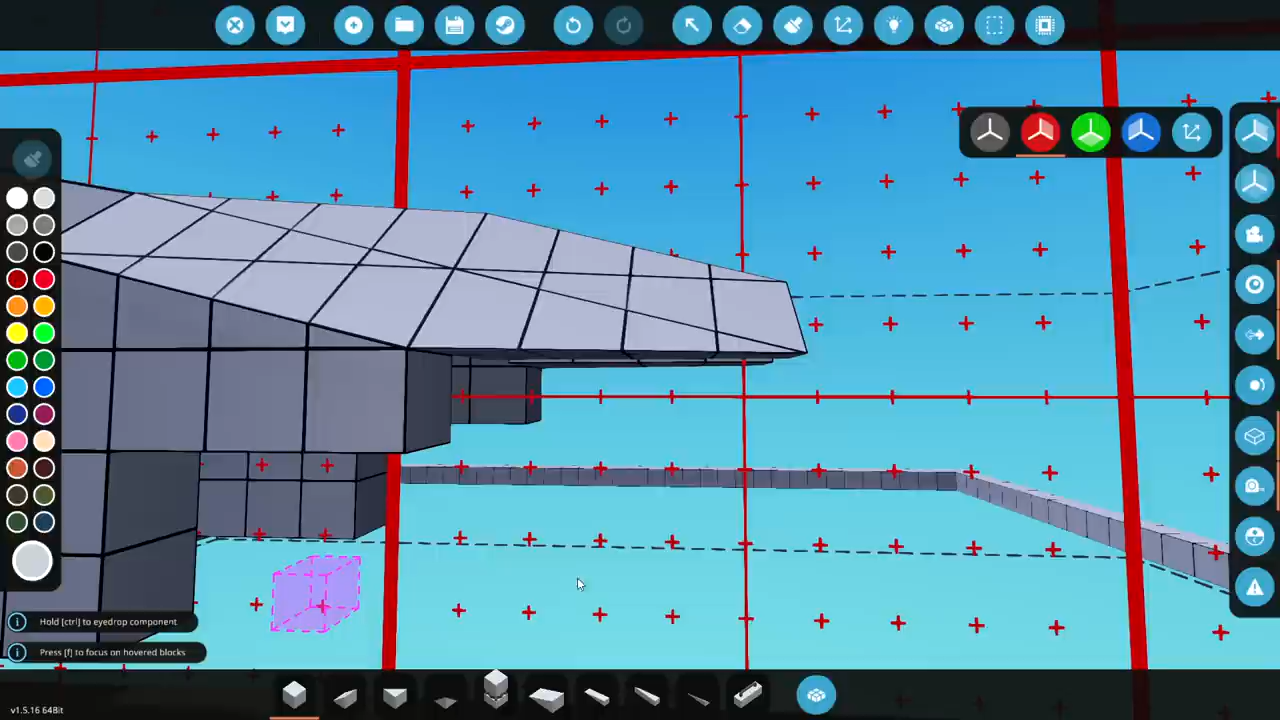 Hold [ctrl] to eyedrop component
Press [f] to focus on hovered blocks
v1.5.16 64Bit